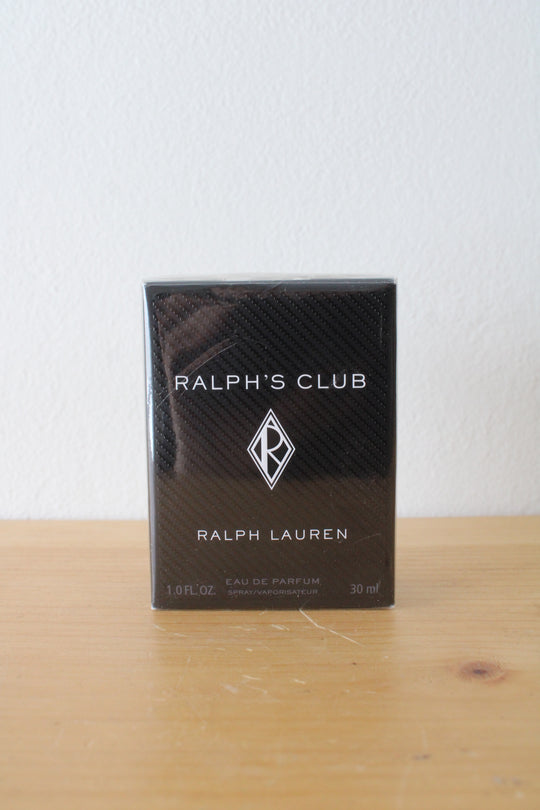 RALPH'S CLUB
R
RALPH LAUREN
EAU DE PARFUM
1.0 FL. OZ. SPRAY/VAPORISATEUR 30 ml